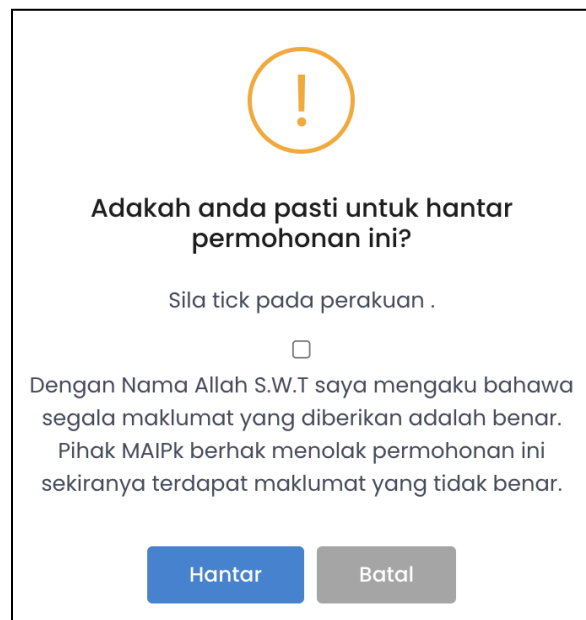 !
Adakah anda pasti untuk hantar
permohonan ini?
Sila tick pada perakuan .
Dengan Nama Allah S.W.T saya mengaku bahawa
segala maklumat yang diberikan adalah benar.
Pihak MAIPk berhak menolak permohonan ini
sekiranya terdapat maklumat yang tidak benar.
Hantar Batal